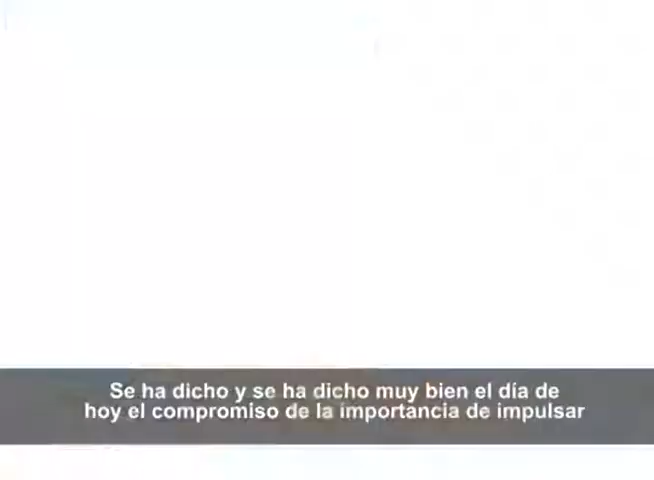 Se ha dicho y se ha dicho muy bien el día de
hoy el compromiso de la importancia de impulsar